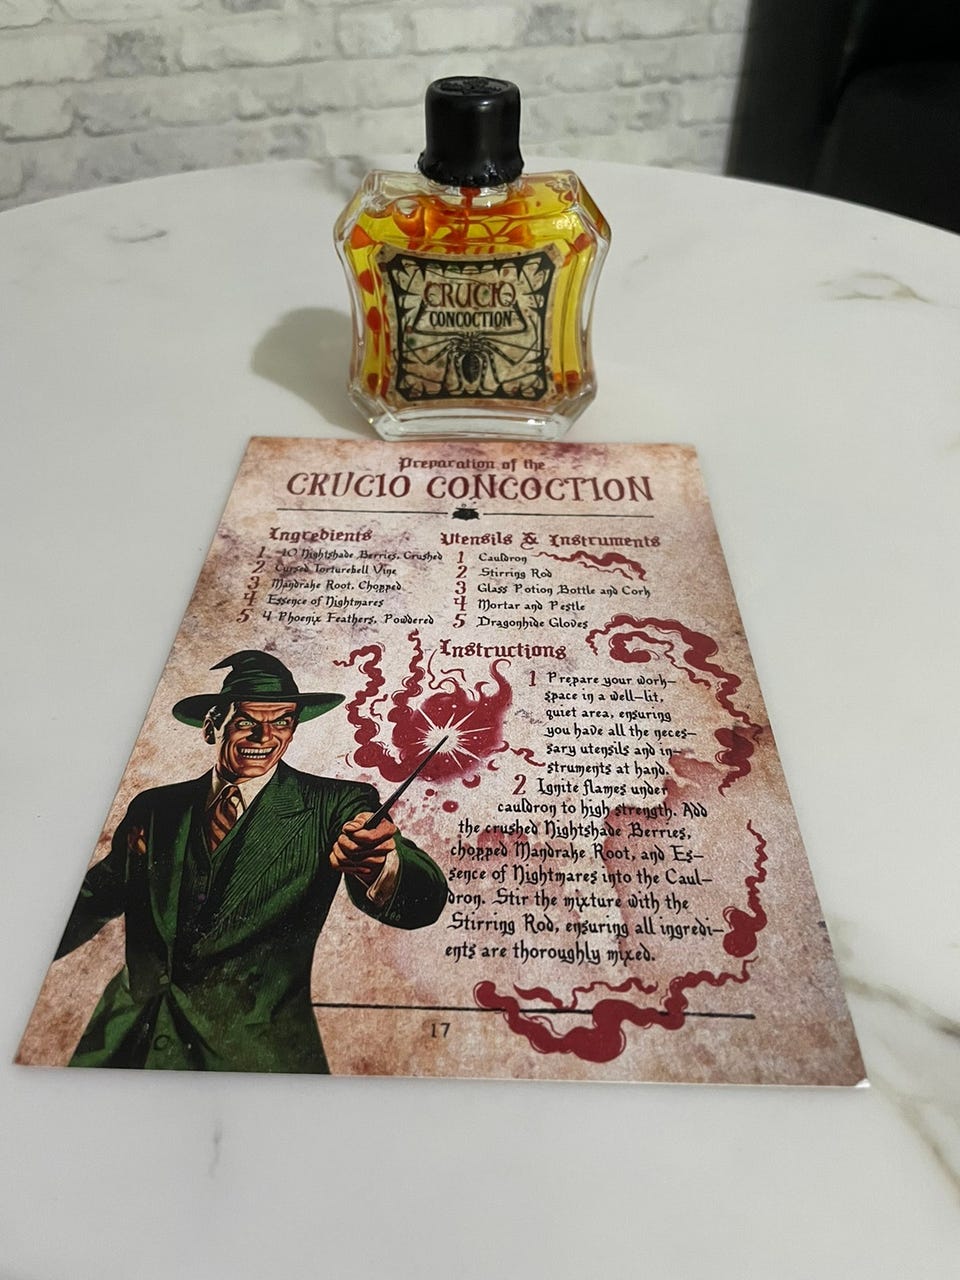 CRUCIO
CONCOCTION
Preparation of the
CRUCIO CONCOCTION
Ingredients
1 10 Nightshade Berries, Crushed
2 Cursed Torturebell Vine
3 Mandrake Root, Chopped
4 Essence of Nightmares
5 4 Phoenix Feathers, Powdered
Utensils & Instruments
1 Cauldron
2 Stirring Rod
3 Glass Potion Bottle and Cork
4 Mortar and Pestle
5 Dragonhide Gloves
Instructions
1 Prepare your work-
space in a well-lit,
quiet area, ensuring
you have all the neces-
sary utensils and in-
struments at hand.
2 Ignite flames under
cauldron to high strength. Add
the crushed Nightshade Berries,
chopped Mandrake Root, and Es-
sence of Nightmares into the Caul-
dron. Stir the mixture with the
Stirring Rod, ensuring all ingredi-
ents are thoroughly mixed.
17